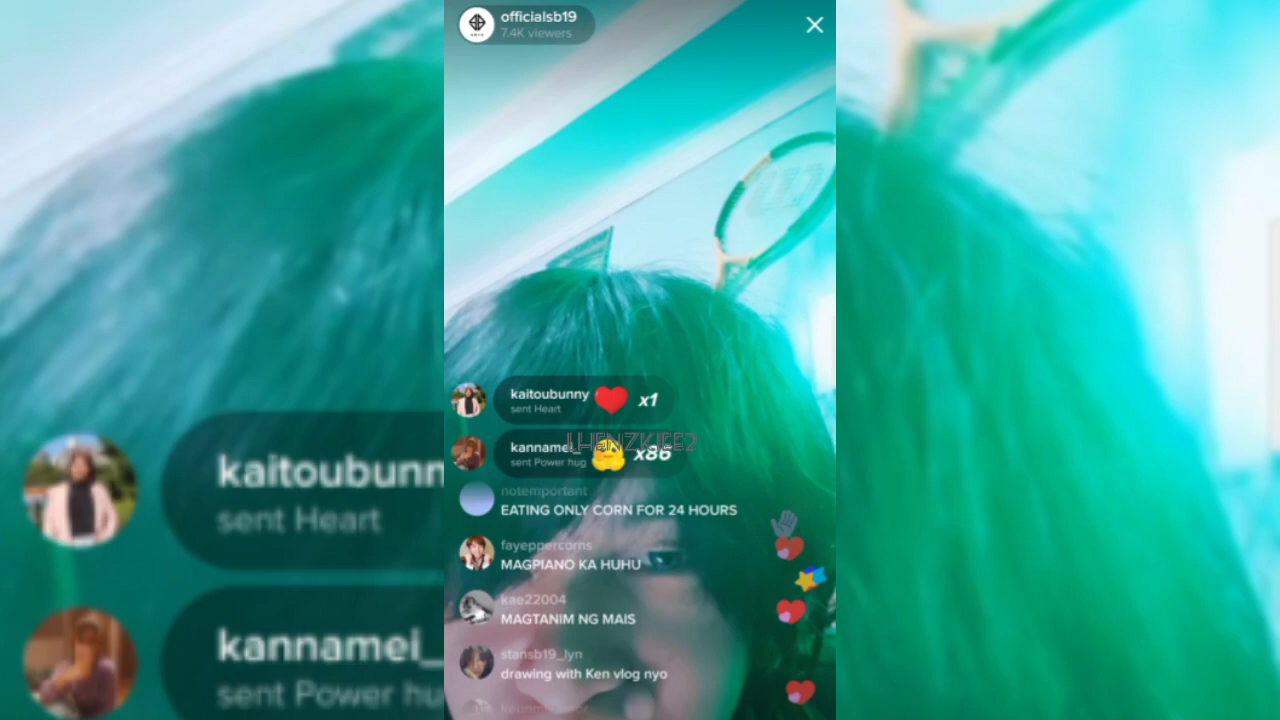 officialsb19
7.4K viewers
kaitoubunny
sent Heart
x1
kannamei_
sent Power hug
x86
LHENZKIEE2
notemportant
EATING ONLY CORN FOR 24 HOURS
fayeppercorns
MAGPIANO KA HUHU
kae22004
MAGTANIM NG MAIS
stansb19_lyn
drawing with Ken vlog nyo
kaitoubunn
sent Heart
kannamei_
sent Power hu